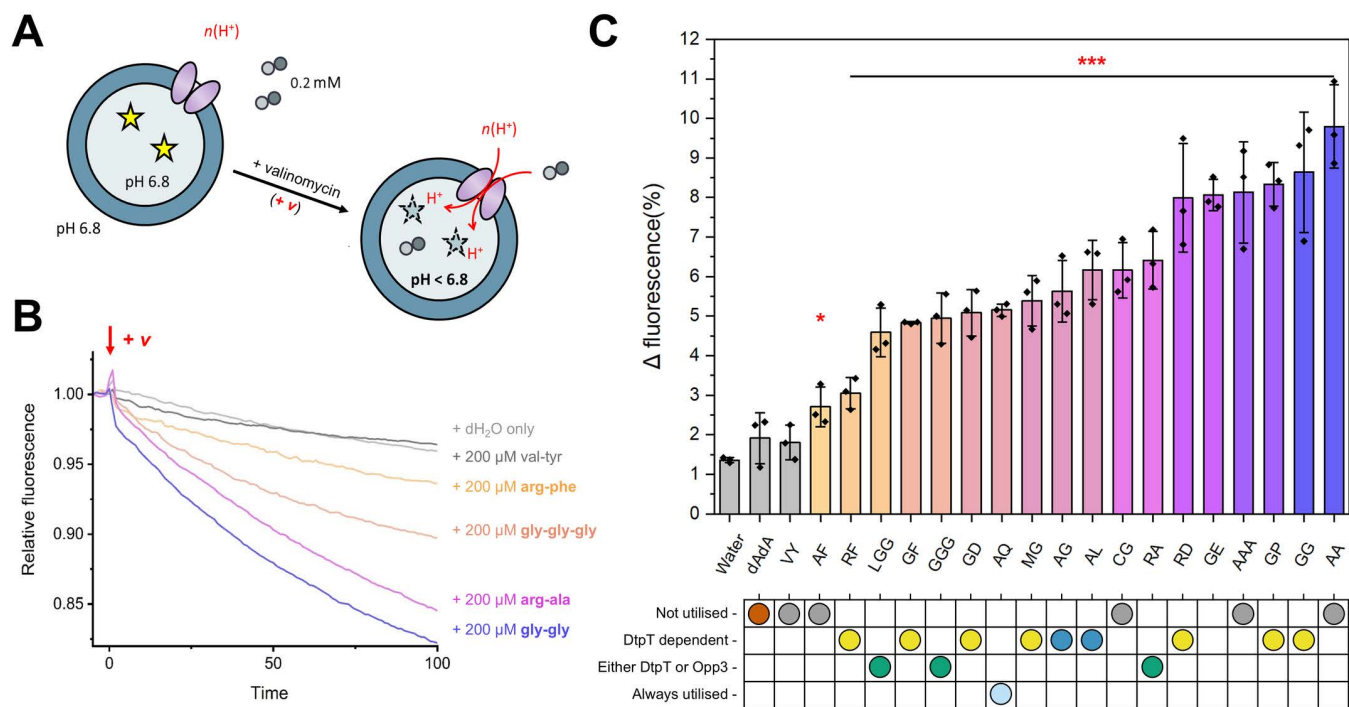 A
n(H⁺)
0.2 mM
pH 6.8
pH 6.8
+ valinomycin
(+ v)
n(H⁺)
H⁺
H⁺
pH < 6.8
B
+ v
Relative fluorescence
1.00
0.95
0.90
0.85
+ dH₂O only
+ 200 µM val-tyr
+ 200 µM arg-phe
+ 200 µM gly-gly-gly
+ 200 µM arg-ala
+ 200 µM gly-gly
0 50 100
Time
C
Δ fluorescence(%)
12
11
10
9
8
7
6
5
4
3
2
1
0
*
***
Water dAdA VY AF RF LGG GF GGG GD AQ MG AG AL CG RA RD GE AAA GP GG AA
Not utilised -
DtpT dependent -
Either DtpT or Opp3 -
Always utilised -